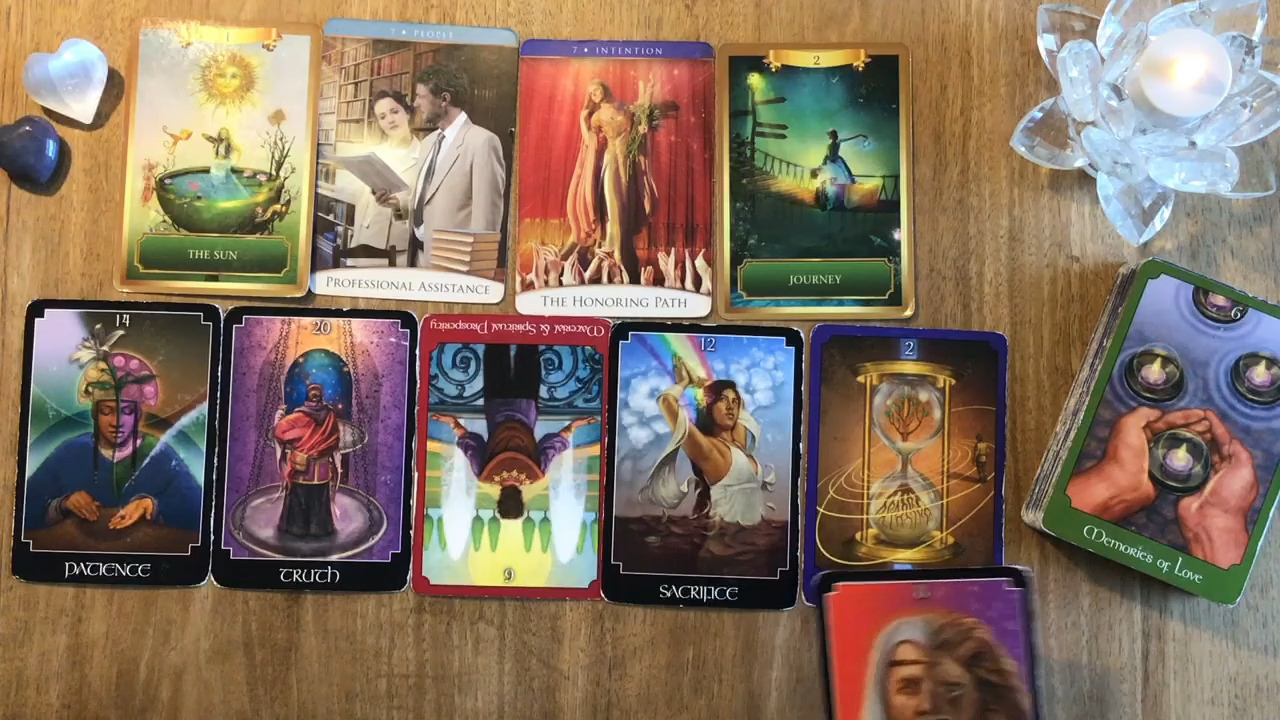 1
THE SUN
7 • PEOPLE
PROFESSIONAL ASSISTANCE
7 • INTENTION
THE HONORING PATH
2
JOURNEY
14
PATIENCE
20
TRUTH
Material & Spiritual Prosperity
9
12
SACRIFICE
2
6
Memories of Love